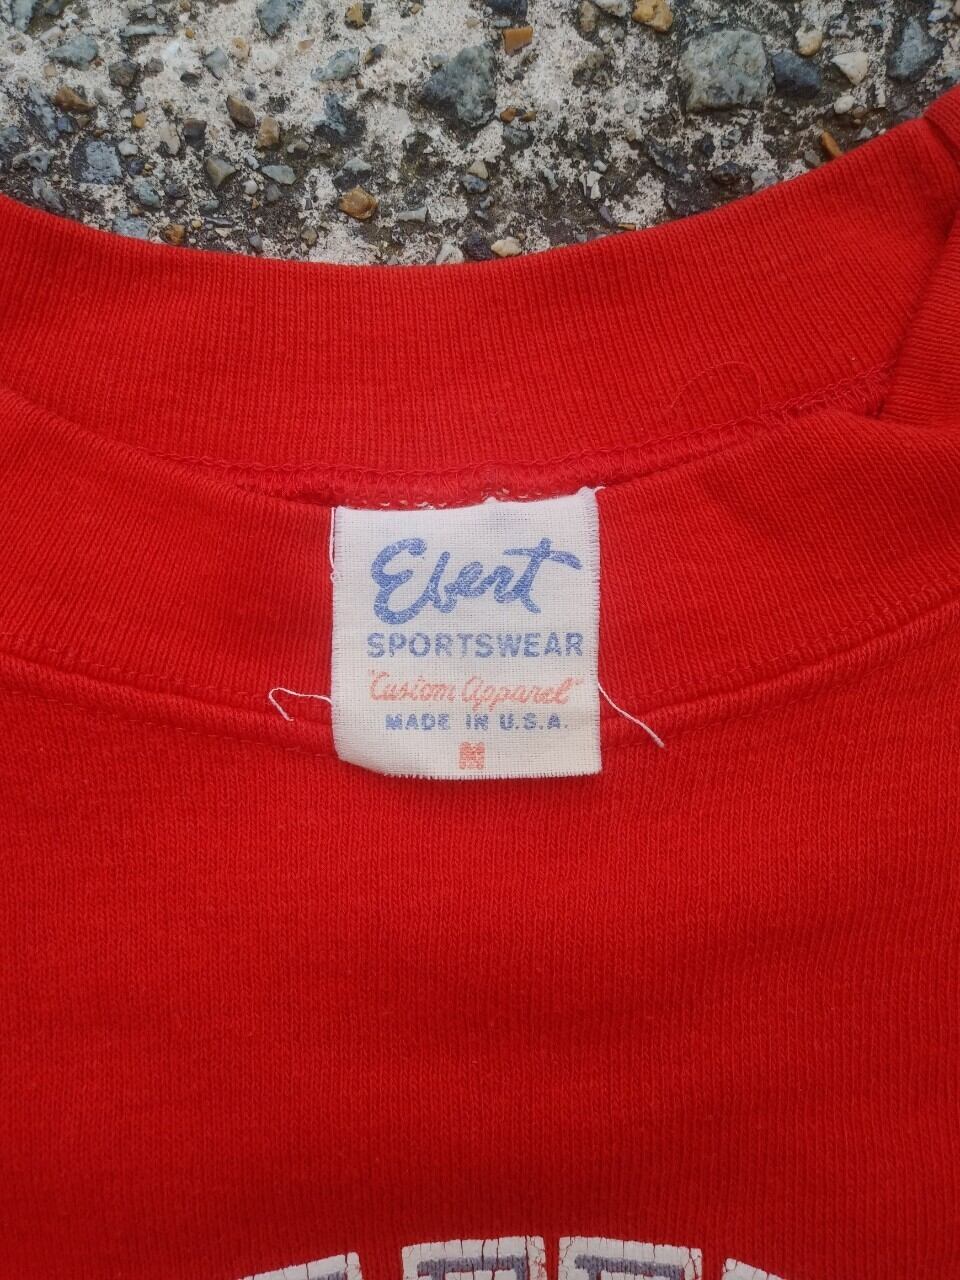 Ebert
SPORTSWEAR
"Custom Apparel"
MADE IN U.S.A.
M